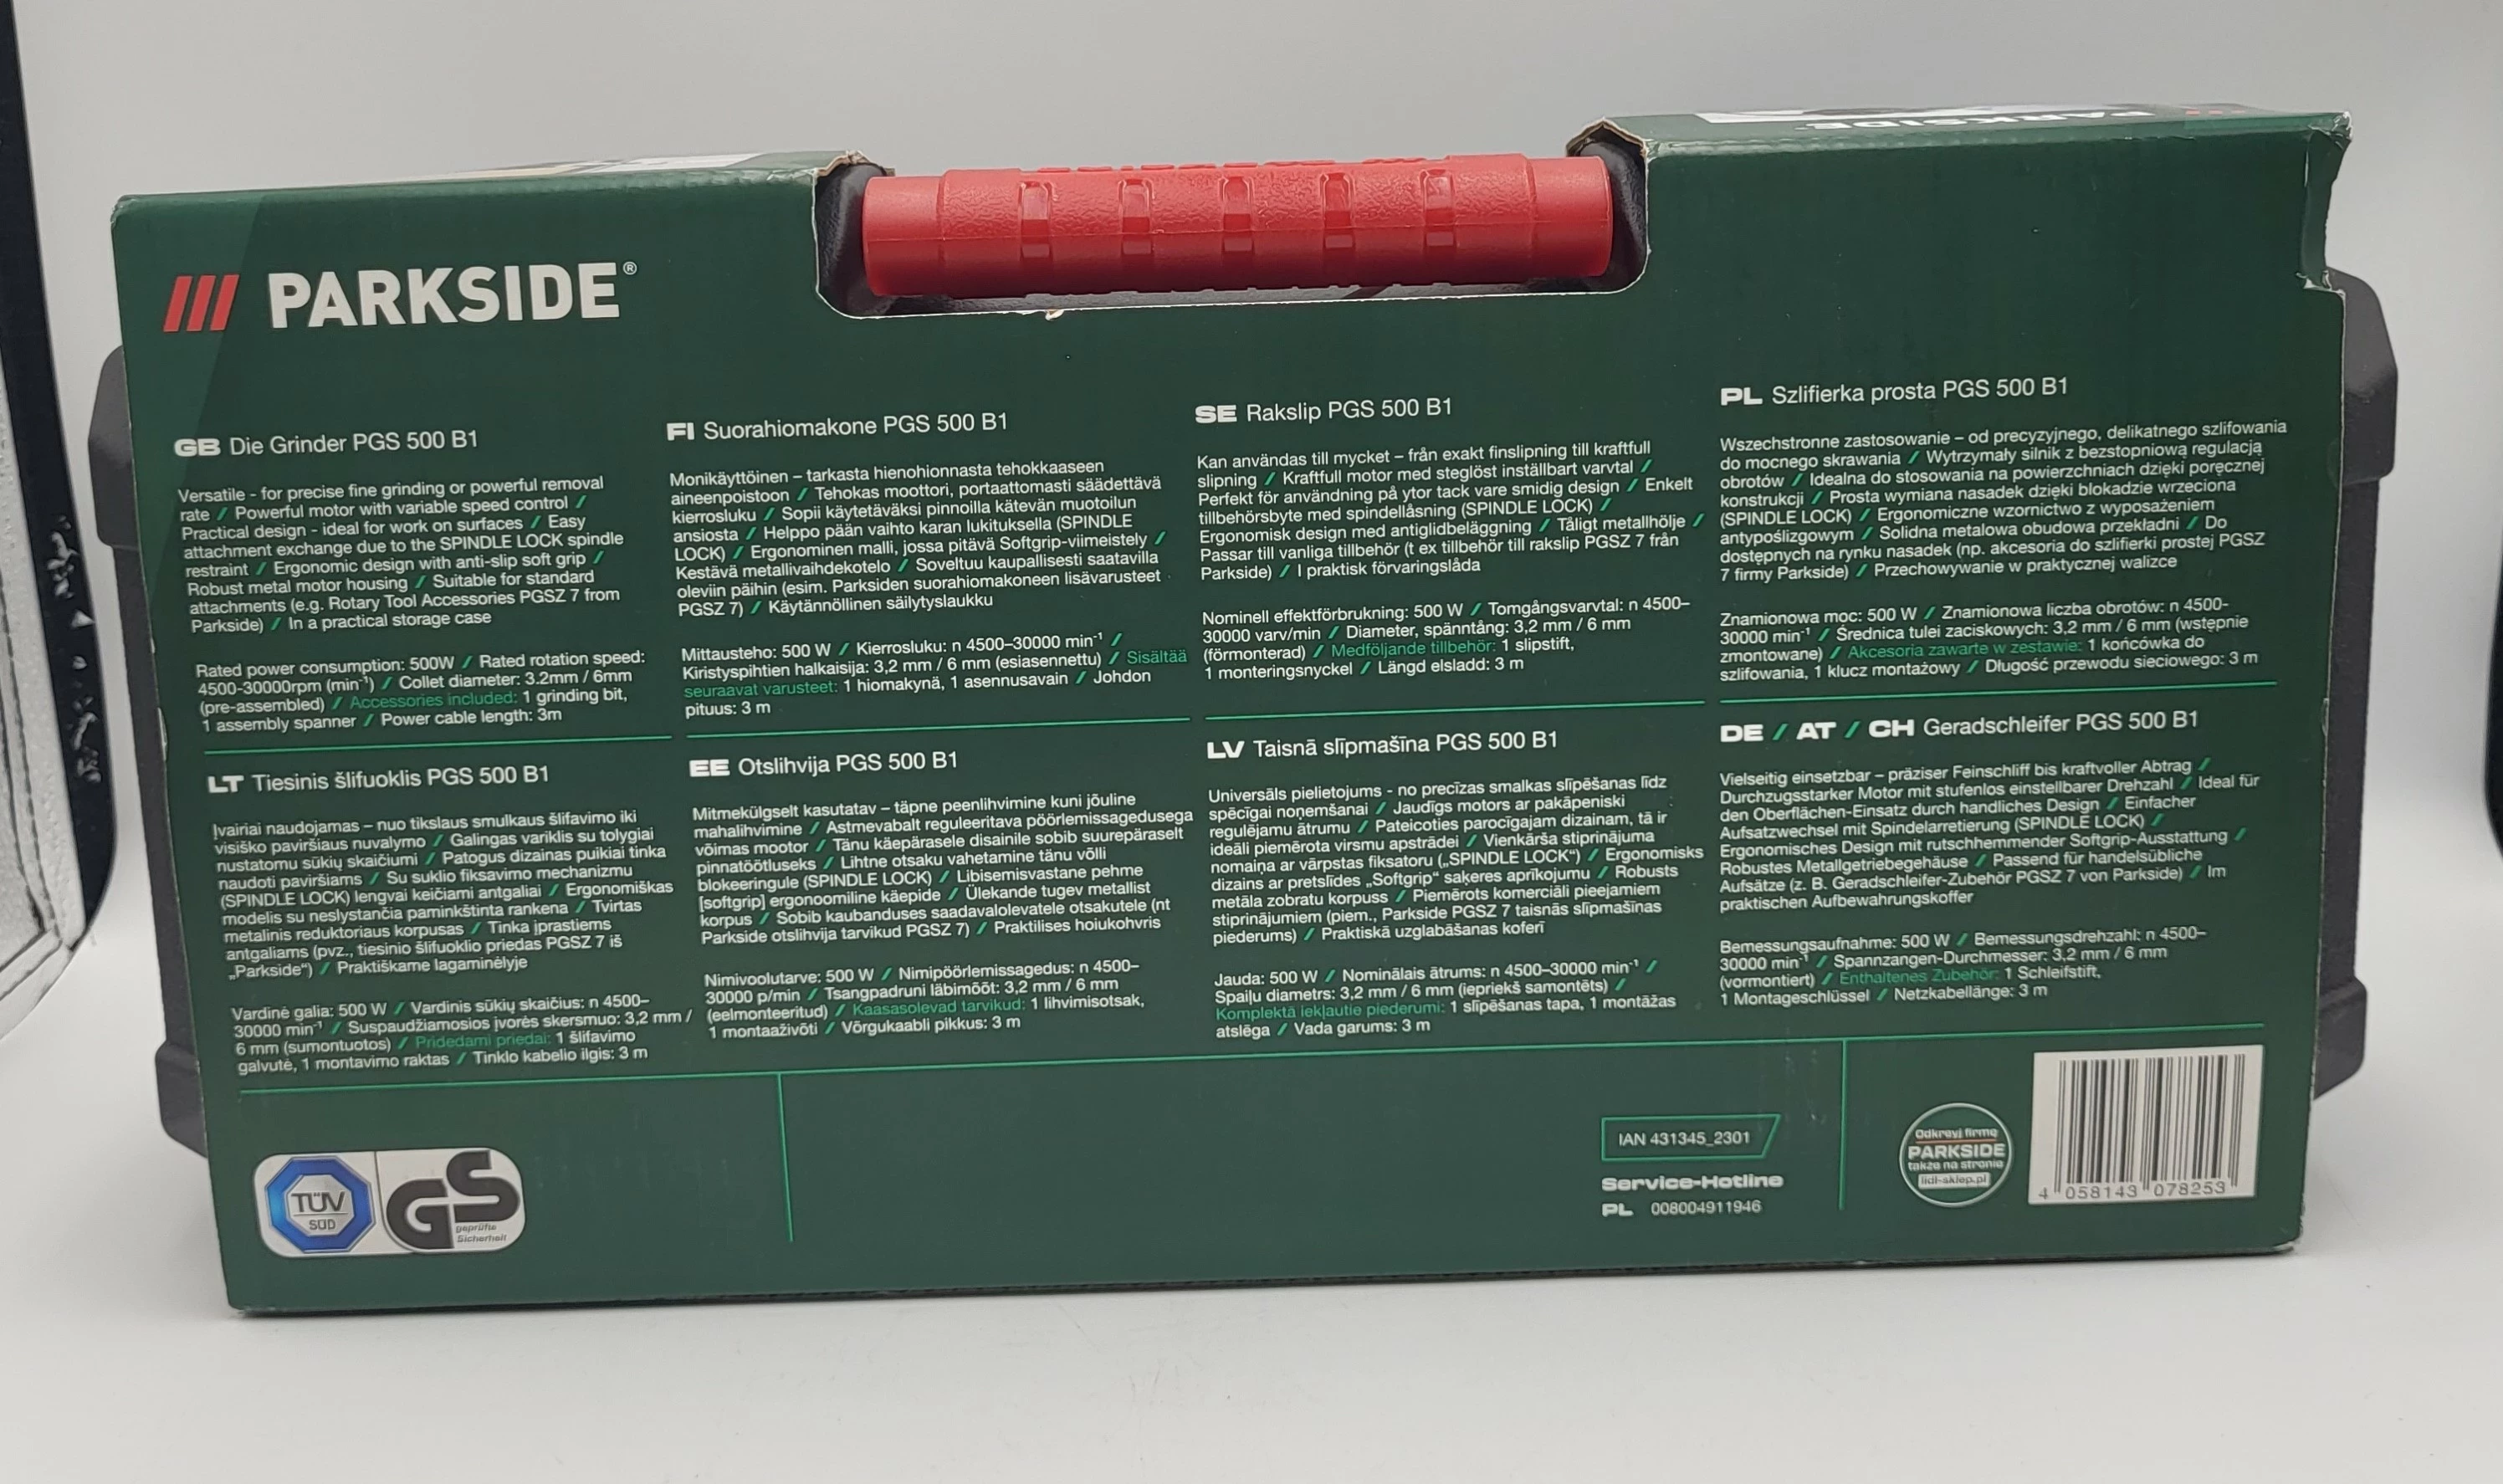 PARKSIDE®
GB Die Grinder PGS 500 B1
Versatile - for precise fine grinding or powerful removal
rate / Powerful motor with variable speed control /
Practical design - ideal for work on surfaces / Easy
attachment exchange due to the SPINDLE LOCK spindle
restraint / Ergonomic design with anti-slip soft grip /
Robust metal motor housing / Suitable for standard
attachments (e.g. Rotary Tool Accessories PGSZ 7 from
Parkside) / In a practical storage case
Rated power consumption: 500W / Rated rotation speed:
4500-30000rpm (min⁻¹) / Collet diameter: 3.2mm / 6mm
(pre-assembled) / Accessories included: 1 grinding bit,
1 assembly spanner / Power cable length: 3m
FI Suorahiomakone PGS 500 B1
Monikäyttöinen – tarkasta hienohionnasta tehokkaaseen
aineenpoistoon / Tehokas moottori, portaattomasti säädettävä
kierrosluku / Sopii käytetäväksi pinnoilla kätevän muotoilun
ansiosta / Helppo pään vaihto karan lukituksella (SPINDLE
LOCK) / Ergonominen malli, jossa pitävä Softgrip-viimeistely /
Kestävä metallivaihdekotelo / Soveltuu kaupallisesti saatavilla
oleviin päihin (esim. Parksiden suorahiomakoneen lisävarusteet
PGSZ 7) / Käytännöllinen säilytyslaukku
Mittausteho: 500 W / Kierrosluku: n 4500–30000 min⁻¹ /
Kiristyspihtien halkaisija: 3,2 mm / 6 mm (esiasennettu) / Sisältää
seuraavat varusteet: 1 hiomakynä, 1 asennusavain / Johdon
pituus: 3 m
SE Rakslip PGS 500 B1
Kan användas till mycket – från exakt finslipning till kraftfull
slipning / Kraftfull motor med steglöst inställbart varvtal /
Perfekt för användning på ytor tack vare smidig design / Enkelt
tillbehörsbyte med spindellåsning (SPINDLE LOCK) /
Ergonomisk design med antiglidbeläggning / Tåligt metallhölje /
Passar till vanliga tillbehör (t ex tillbehör till rakslip PGSZ 7 från
Parkside) / I praktisk förvaringslåda
Nominell effektförbrukning: 500 W / Tomgångsvarvtal: n 4500–
30000 varv/min / Diameter, spänntång: 3,2 mm / 6 mm
(förmonterad) / Medföljande tillbehör: 1 slipstift,
1 monteringsnyckel / Längd elsladd: 3 m
PL Szlifierka prosta PGS 500 B1
Wszechstronne zastosowanie – od precyzyjnego, delikatnego szlifowania
do mocnego skrawania / Wytrzymały silnik z bezstopniową regulacją
obrotów / Idealna do stosowania na powierzchniach dzięki poręcznej
konstrukcji / Prosta wymiana nasadek dzięki blokadzie wrzeciona
(SPINDLE LOCK) / Ergonomiczne wzornictwo z wyposażeniem
antypoślizgowym / Solidna metalowa obudowa przekładni / Do
dostępnych na rynku nasadek (np. akcesoria do szlifierki prostej PGSZ
7 firmy Parkside) / Przechowywanie w praktycznej walizce
Znamionowa moc: 500 W / Znamionowa liczba obrotów: n 4500-
30000 min⁻¹ / Średnica tulei zaciskowych: 3,2 mm / 6 mm (wstępnie
zmontowane) / Akcesoria zawarte w zestawie: 1 końcówka do
szlifowania, 1 klucz montażowy / Długość przewodu sieciowego: 3 m
LT Tiesinis šlifuoklis PGS 500 B1
Įvairiai naudojamas – nuo tikslaus smulkaus šlifavimo iki
visiško paviršiaus nuvalymo / Galingas variklis su tolygiai
nustatomu sūkių skaičiumi / Patogus dizainas puikiai tinka
naudoti paviršiams / Su suklio fiksavimo mechanizmu
(SPINDLE LOCK) lengvai keičiami antgaliai / Ergonomiškas
modelis su neslystančia paminkštinta rankena / Tvirtas
metalinis reduktoriaus korpusas / Tinka įprastiems
antgaliams (pvz., tiesinio šlifuoklio priedas PGSZ 7 iš
„Parkside“) / Praktiškame lagaminėlyje
Vardinė galia: 500 W / Vardinis sūkių skaičius: n 4500–
30000 min⁻¹ / Suspaudžiamosios įvorės skersmuo: 3,2 mm /
6 mm (sumontuotos) / Pridedami priedai: 1 šlifavimo
galvutė, 1 montavimo raktas / Tinklo kabelio ilgis: 3 m
EE Otslihvija PGS 500 B1
Mitmekülgselt kasutatav – täpne peenlihvimine kuni jõuline
mahalihvimine / Astmevabalt reguleeritava pöörlemissagedusega
võimas mootor / Tänu käepärasele disainile sobib suurepäraselt
pinnatöötluseks / Lihtne otsaku vahetamine tänu võlli
blokeeringule (SPINDLE LOCK) / Libisemisvastane pehme
[softgrip] ergonoomiline käepide / Ülekande tugev metallist
korpus / Sobib kaubanduses saadavalolevatele otsakutele (nt
Parkside otslihvija tarvikud PGSZ 7) / Praktilises hoiukohvris
Nimivoolutarve: 500 W / Nimipöörlemissagedus: n 4500–
30000 p/min / Tsangpadruni läbimõõt: 3,2 mm / 6 mm
(eelmonteeritud) / Kaasasolevad tarvikud: 1 lihvimisotsak,
1 montaaživõti / Võrgukaabli pikkus: 3 m
LV Taisnā slīpmašīna PGS 500 B1
Universāls pielietojums - no precīzas smalkas slīpēšanas līdz
spēcīgai noņemšanai / Jaudīgs motors ar pakāpeniski
regulējamu ātrumu / Pateicoties parocīgajam dizainam, tā ir
ideāli piemērota virsmu apstrādei / Vienkārša stiprinājuma
nomaiņa ar vārpstas fiksatoru („SPINDLE LOCK“) / Ergonomisks
dizains ar pretslīdes „Softgrip“ saķeres aprīkojumu / Robusts
metāla zobratu korpuss / Piemērots komerciāli pieejamiem
stiprinājumiem (piem., Parkside PGSZ 7 taisnās slīpmašīnas
piederums) / Praktiskā uzglabāšanas koferī
Jauda: 500 W / Nominālais ātrums: n 4500–30000 min⁻¹ /
Spaiļu diametrs: 3,2 mm / 6 mm (iepriekš samontēts) /
Komplektā iekļautie piederumi: 1 slīpēšanas tapa, 1 montāžas
atslēga / Vada garums: 3 m
DE / AT / CH Geradschleifer PGS 500 B1
Vielseitig einsetzbar – präziser Feinschliff bis kraftvoller Abtrag /
Durchzugsstarker Motor mit stufenlos einstellbarer Drehzahl / Ideal für
den Oberflächen-Einsatz durch handliches Design / Einfacher
Aufsatzwechsel mit Spindelarretierung (SPINDLE LOCK) /
Ergonomisches Design mit rutschhemmender Softgrip-Ausstattung /
Robustes Metallgetriebegehäuse / Passend für handelsübliche
Aufsätze (z. B. Geradschleifer-Zubehör PGSZ 7 von Parkside) / Im
praktischen Aufbewahrungskoffer
Bemessungsaufnahme: 500 W / Bemessungsdrehzahl: n 4500–
30000 min⁻¹ / Spannzangen-Durchmesser: 3,2 mm / 6 mm
(vormontiert) / Enthaltenes Zubehör: 1 Schleifstift,
1 Montageschlüssel / Netzkabellänge: 3 m
TÜV
SÜD
GS
geprüfte
Sicherheit
IAN 431345_2301
Service-Hotline
PL 008004911946
Odkryj firmę
PARKSIDE
także na stronie
lidl-sklep.pl
4 058143 078253
PARKSIDE